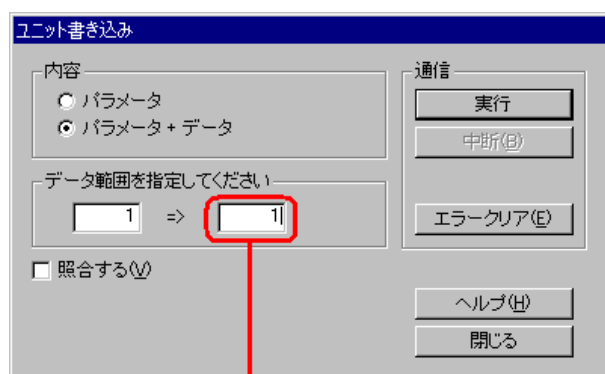 ユニット書き込み
内容
パラメータ
パラメータ + データ
データ範囲を指定してください
1 => 1
照合する(V)
通信
実行
中断(B)
エラークリア(E)
ヘルプ(H)
閉じる